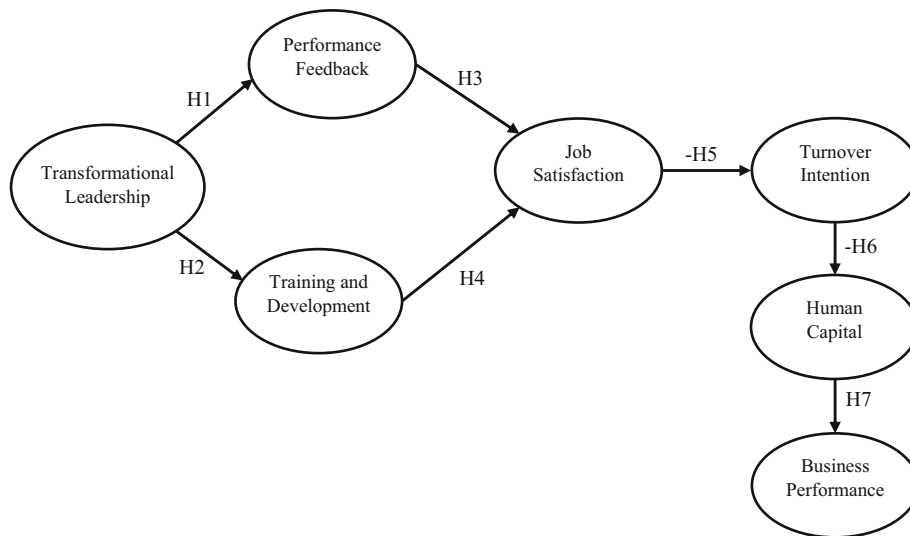 Performance
Feedback
H1
H3
Transformational
Leadership
Job
Satisfaction
-H5
Turnover
Intention
H2
Training and
Development
H4
-H6
Human
Capital
H7
Business
Performance